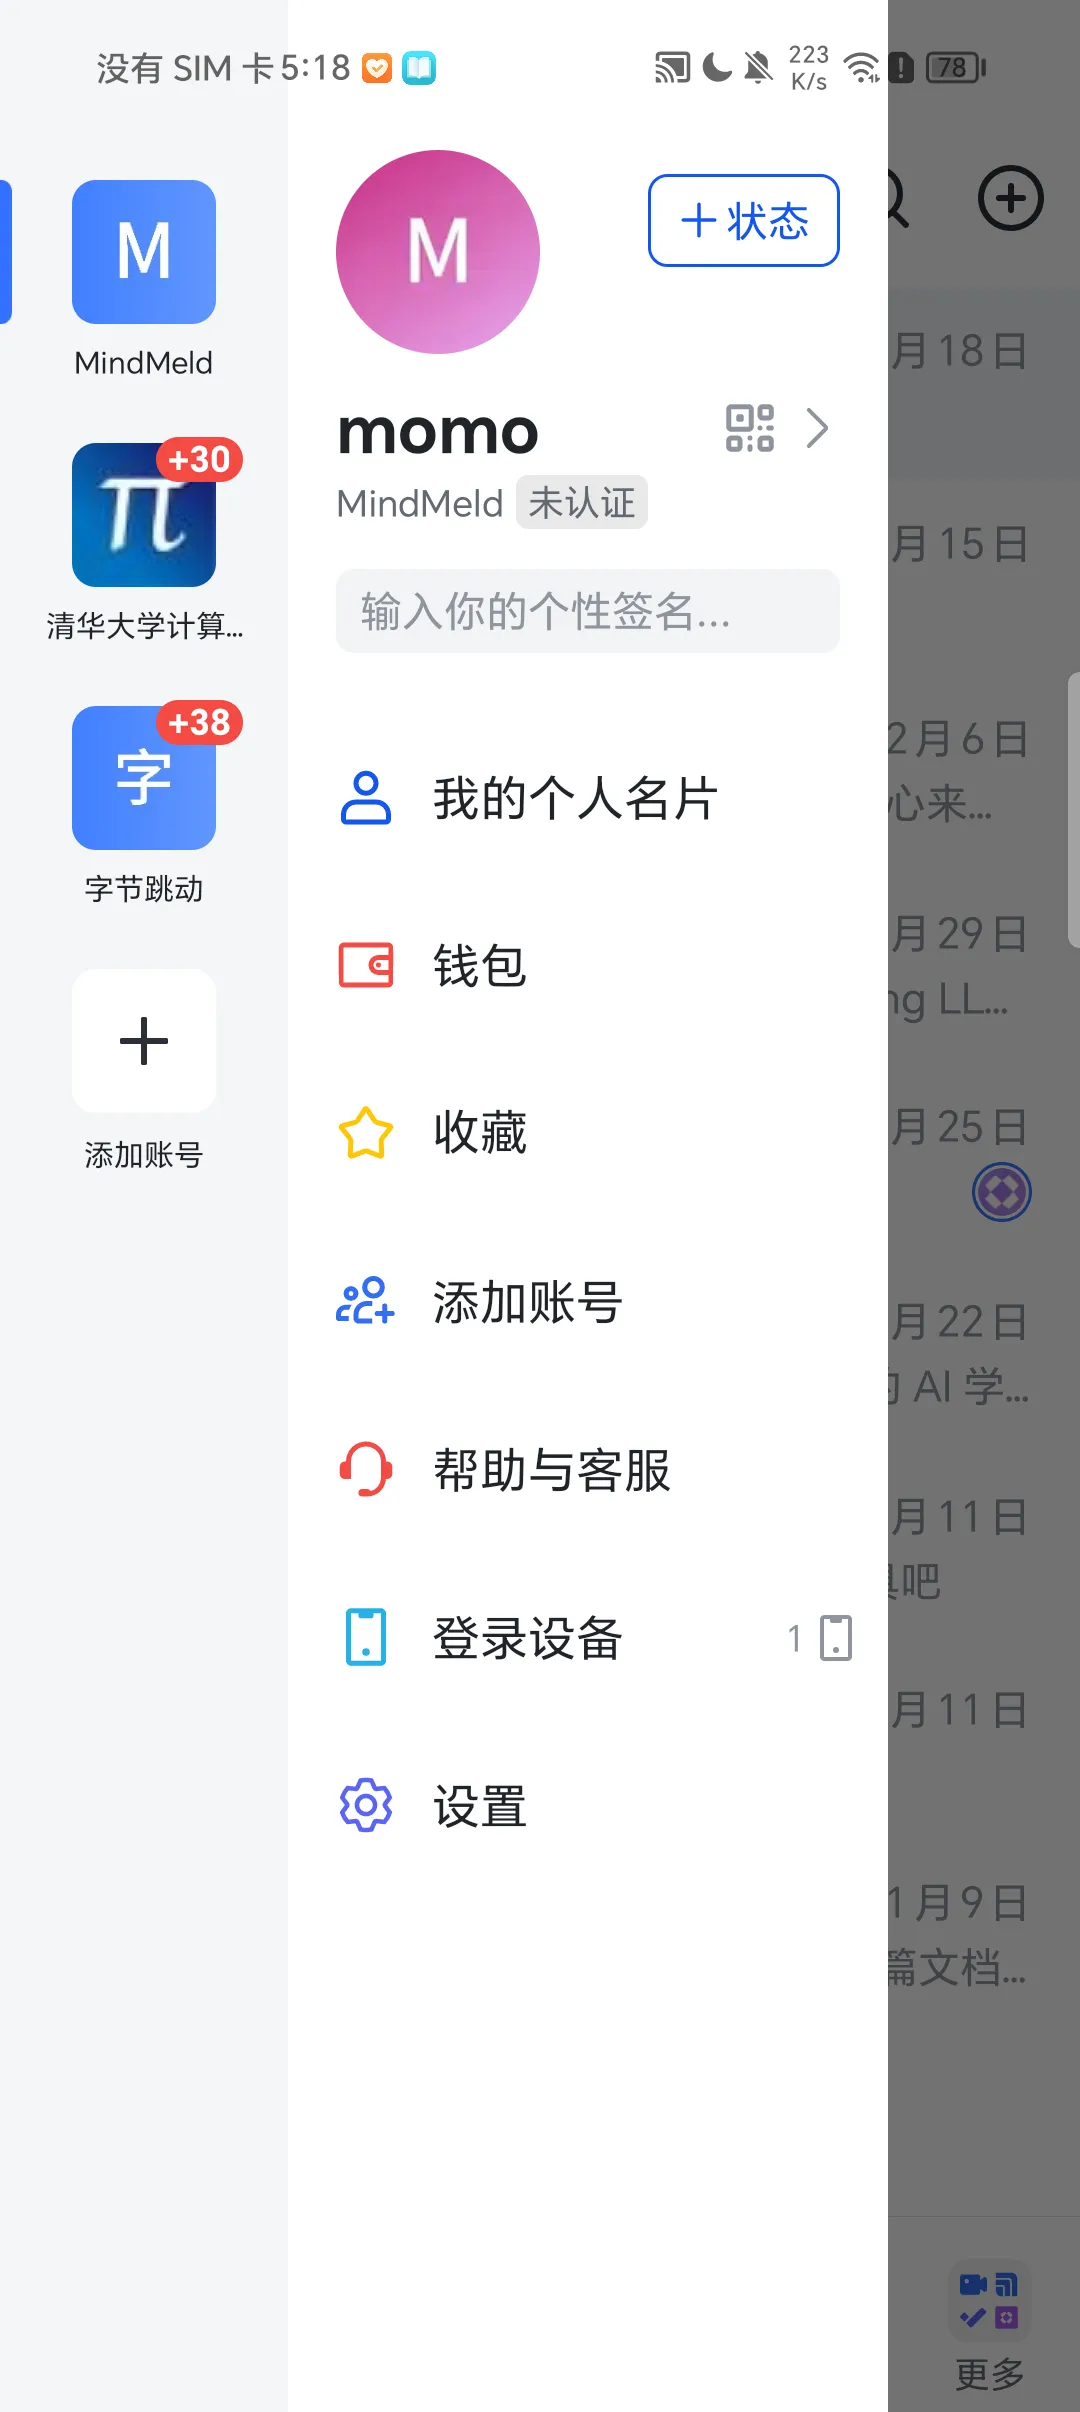 没有 SIM 卡 5:18
223 K/s
78
M
MindMeld
+30
π
清华大学计算...
+38
字
字节跳动
添加账号
M
状态
momo
MindMeld 未认证
输入你的个性签名...
我的个人名片
钱包
收藏
添加账号
帮助与客服
登录设备 1
设置
月 18 日
月 15 日
2 月 6 日
心来...
月 29 日
ng LL...
月 25 日
月 22 日
AI 学...
月 11 日
吧
月 11 日
1 月 9 日
篇文档...
更多